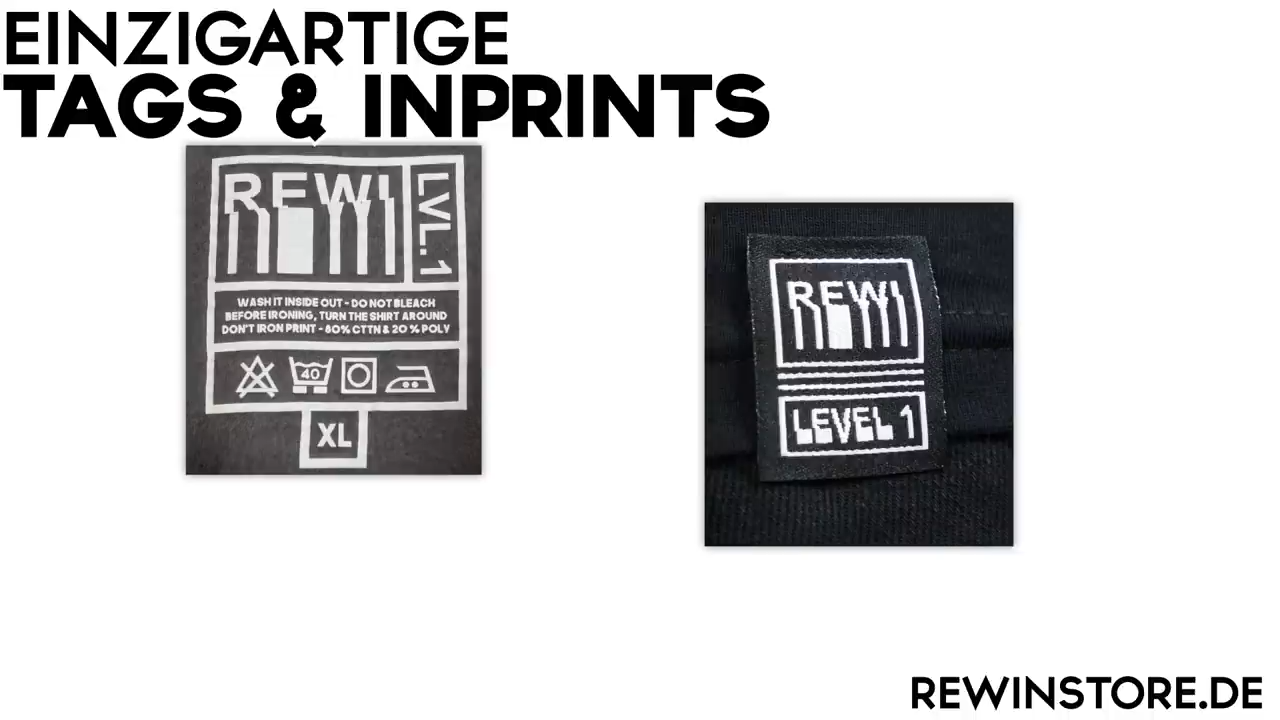 EINZIGARTIGE
TAGS & INPRINTS
REWI
LVL.1
WASH IT INSIDE OUT - DO NOT BLEACH
BEFORE IRONING, TURN THE SHIRT AROUND
DON'T IRON PRINT - 80% CTTN & 20 % POLY
40
XL
REWI
LEVEL 1
REWINSTORE.DE